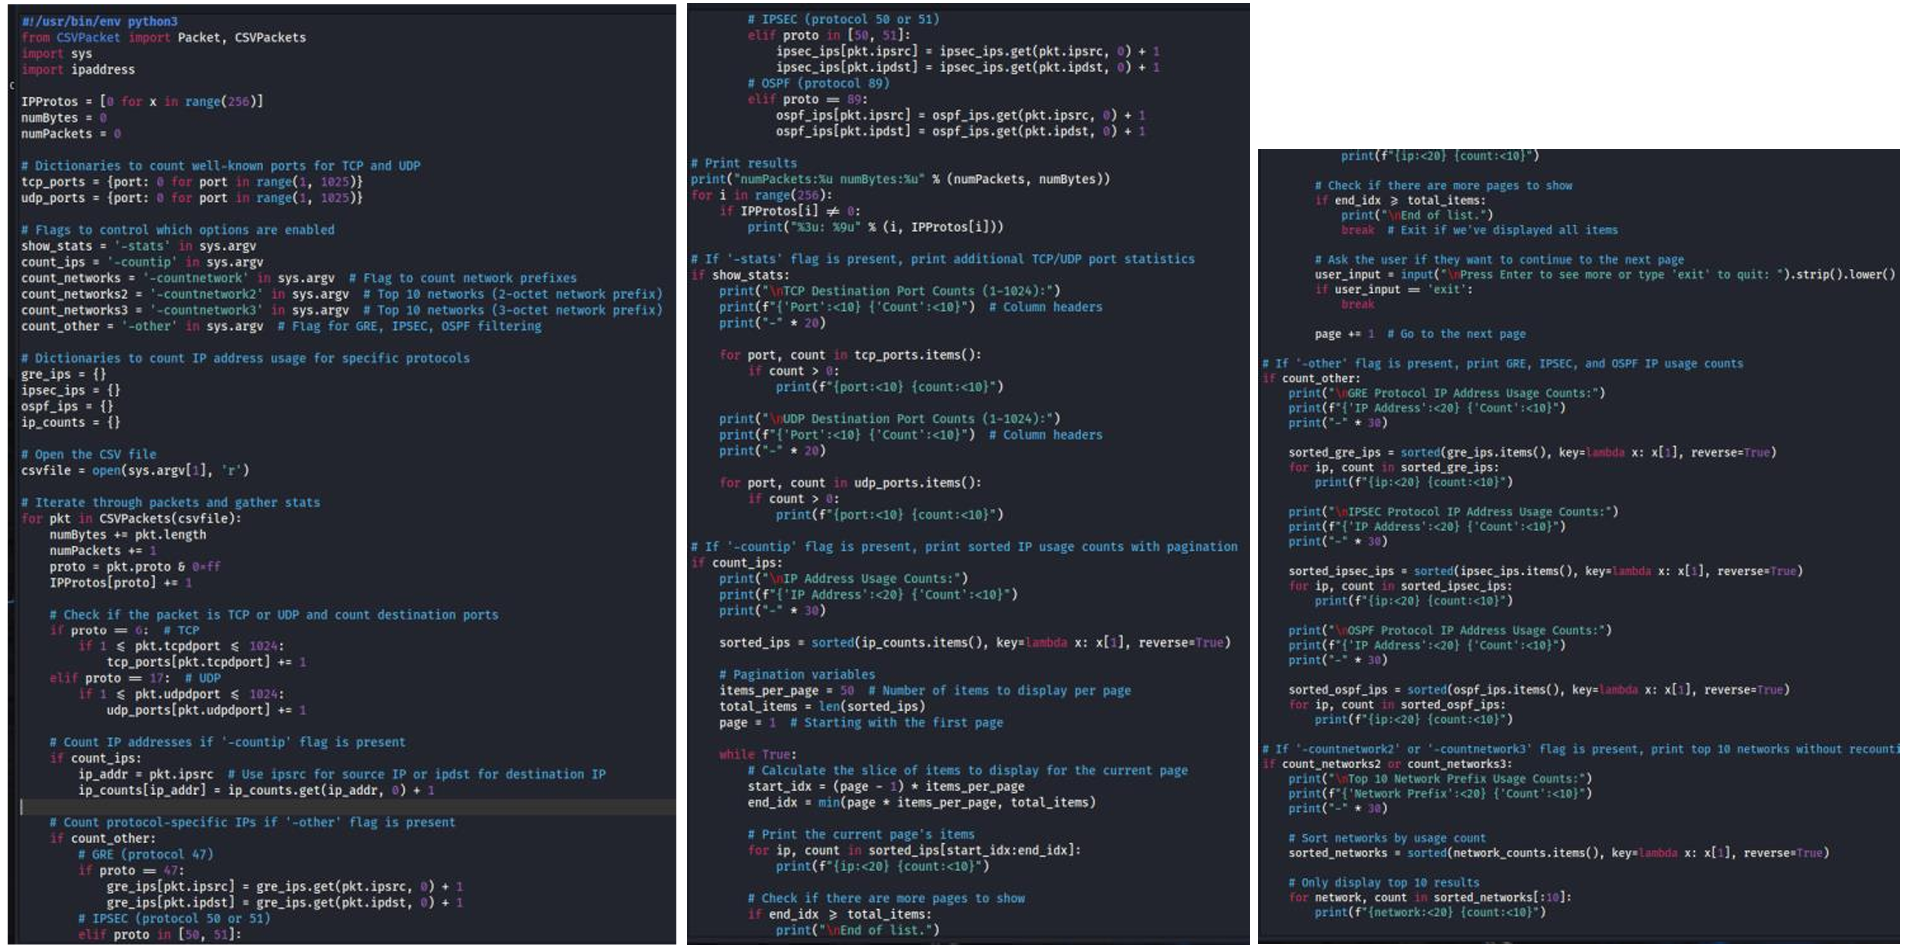 #!/usr/bin/env python3
from CSVPacket import Packet, CSVPackets
import sys
import ipaddress

IPProtos = [0 for x in range(256)]
numBytes = 0
numPackets = 0

# Dictionaries to count well-known ports for TCP and UDP
tcp_ports = {port: 0 for port in range(1, 1025)}
udp_ports = {port: 0 for port in range(1, 1025)}

# Flags to control which options are enabled
show_stats = '-stats' in sys.argv
count_ips = '-countip' in sys.argv
count_networks = '-countnetwork' in sys.argv  # Flag to count network prefixes
count_networks2 = '-countnetwork2' in sys.argv  # Top 10 networks (2-octet network prefix)
count_networks3 = '-countnetwork3' in sys.argv  # Top 10 networks (3-octet network prefix)
count_other = '-other' in sys.argv  # Flag for GRE, IPSEC, OSPF filtering

# Dictionaries to count IP address usage for specific protocols
gre_ips = {}
ipsec_ips = {}
ospf_ips = {}
ip_counts = {}

# Open the CSV file
csvfile = open(sys.argv[1], 'r')

# Iterate through packets and gather stats
for pkt in CSVPackets(csvfile):
    numBytes += pkt.length
    numPackets += 1
    proto = pkt.proto & 0×ff
    IPProtos[proto] += 1

    # Check if the packet is TCP or UDP and count destination ports
    if proto == 6:  # TCP
        if 1 ≤ pkt.tcpdport ≤ 1024:
            tcp_ports[pkt.tcpdport] += 1
    elif proto == 17:  # UDP
        if 1 ≤ pkt.udpdport ≤ 1024:
            udp_ports[pkt.udpdport] += 1

    # Count IP addresses if '-countip' flag is present
    if count_ips:
        ip_addr = pkt.ipsrc  # Use ipsrc for source IP or ipdst for destination IP
        ip_counts[ip_addr] = ip_counts.get(ip_addr, 0) + 1

    # Count protocol-specific IPs if '-other' flag is present
    if count_other:
        # GRE (protocol 47)
        if proto == 47:
            gre_ips[pkt.ipsrc] = gre_ips.get(pkt.ipsrc, 0) + 1
            gre_ips[pkt.ipdst] = gre_ips.get(pkt.ipdst, 0) + 1
        # IPSEC (protocol 50 or 51)
        elif proto in [50, 51]:
        # IPSEC (protocol 50 or 51)
        elif proto in [50, 51]:
            ipsec_ips[pkt.ipsrc] = ipsec_ips.get(pkt.ipsrc, 0) + 1
            ipsec_ips[pkt.ipdst] = ipsec_ips.get(pkt.ipdst, 0) + 1
        # OSPF (protocol 89)
        elif proto == 89:
            ospf_ips[pkt.ipsrc] = ospf_ips.get(pkt.ipsrc, 0) + 1
            ospf_ips[pkt.ipdst] = ospf_ips.get(pkt.ipdst, 0) + 1

# Print results
print("numPackets:%u numBytes:%u" % (numPackets, numBytes))
for i in range(256):
    if IPProtos[i] ≠ 0:
        print("%3u: %9u" % (i, IPProtos[i]))

# If '-stats' flag is present, print additional TCP/UDP port statistics
if show_stats:
    print("\nTCP Destination Port Counts (1-1024):")
    print(f"{'Port':<10} {'Count':<10}")  # Column headers
    print("-" * 20)

    for port, count in tcp_ports.items():
        if count > 0:
            print(f"{port:<10} {count:<10}")

    print("\nUDP Destination Port Counts (1-1024):")
    print(f"{'Port':<10} {'Count':<10}")  # Column headers
    print("-" * 20)

    for port, count in udp_ports.items():
        if count > 0:
            print(f"{port:<10} {count:<10}")

# If '-countip' flag is present, print sorted IP usage counts with pagination
if count_ips:
    print("\nIP Address Usage Counts:")
    print(f"{'IP Address':<20} {'Count':<10}")
    print("-" * 30)

    sorted_ips = sorted(ip_counts.items(), key=lambda x: x[1], reverse=True)

    # Pagination variables
    items_per_page = 50  # Number of items to display per page
    total_items = len(sorted_ips)
    page = 1  # Starting with the first page

    while True:
        # Calculate the slice of items to display for the current page
        start_idx = (page - 1) * items_per_page
        end_idx = min(page * items_per_page, total_items)

        # Print the current page's items
        for ip, count in sorted_ips[start_idx:end_idx]:
            print(f"{ip:<20} {count:<10}")

        # Check if there are more pages to show
        if end_idx ≥ total_items:
            print("\nEnd of list.")
            print(f"{ip:<20} {count:<10}")

        # Check if there are more pages to show
        if end_idx ≥ total_items:
            print("\nEnd of list.")
            break  # Exit if we've displayed all items

        # Ask the user if they want to continue to the next page
        user_input = input("\nPress Enter to see more or type 'exit' to quit: ").strip().lower()
        if user_input == 'exit':
            break

        page += 1  # Go to the next page

# If '-other' flag is present, print GRE, IPSEC, and OSPF IP usage counts
if count_other:
    print("\nGRE Protocol IP Address Usage Counts:")
    print(f"{'IP Address':<20} {'Count':<10}")
    print("-" * 30)

    sorted_gre_ips = sorted(gre_ips.items(), key=lambda x: x[1], reverse=True)
    for ip, count in sorted_gre_ips:
        print(f"{ip:<20} {count:<10}")

    print("\nIPSEC Protocol IP Address Usage Counts:")
    print(f"{'IP Address':<20} {'Count':<10}")
    print("-" * 30)

    sorted_ipsec_ips = sorted(ipsec_ips.items(), key=lambda x: x[1], reverse=True)
    for ip, count in sorted_ipsec_ips:
        print(f"{ip:<20} {count:<10}")

    print("\nOSPF Protocol IP Address Usage Counts:")
    print(f"{'IP Address':<20} {'Count':<10}")
    print("-" * 30)

    sorted_ospf_ips = sorted(ospf_ips.items(), key=lambda x: x[1], reverse=True)
    for ip, count in sorted_ospf_ips:
        print(f"{ip:<20} {count:<10}")

# If '-countnetwork2' or '-countnetwork3' flag is present, print top 10 networks without recounti
if count_networks2 or count_networks3:
    print("\nTop 10 Network Prefix Usage Counts:")
    print(f"{'Network Prefix':<20} {'Count':<10}")
    print("-" * 30)

    # Sort networks by usage count
    sorted_networks = sorted(network_counts.items(), key=lambda x: x[1], reverse=True)

    # Only display top 10 results
    for network, count in sorted_networks[:10]:
        print(f"{network:<20} {count:<10}")